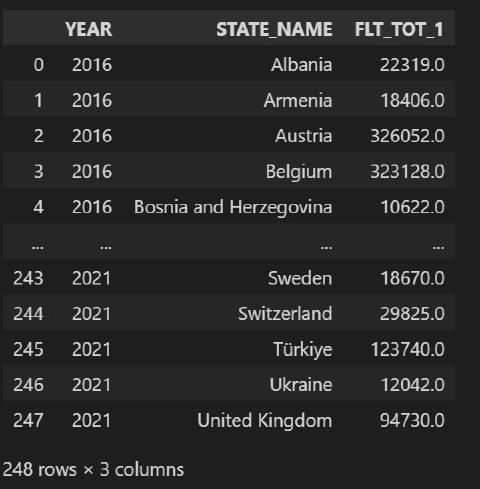 YEAR STATE_NAME FLT_TOT_1
0 2016 Albania 22319.0
1 2016 Armenia 18406.0
2 2016 Austria 326052.0
3 2016 Belgium 323128.0
4 2016 Bosnia and Herzegovina 10622.0
... ... ... ...
243 2021 Sweden 18670.0
244 2021 Switzerland 29825.0
245 2021 Türkiye 123740.0
246 2021 Ukraine 12042.0
247 2021 United Kingdom 94730.0
248 rows × 3 columns